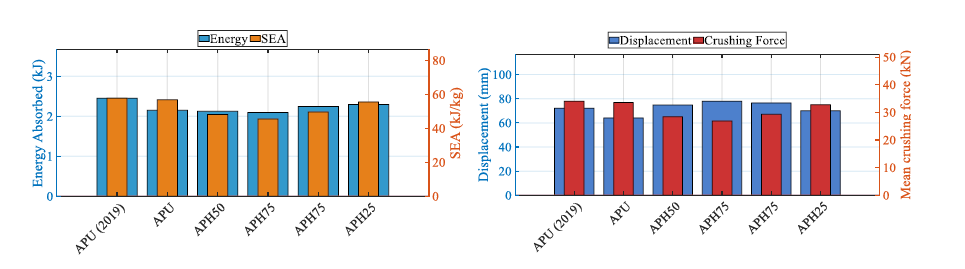 Energy SEA
Energy Absorbed (kJ)
3
2
1
0
80
60
40
20
0
SEA (kJ/kg)
APU (2019)
APU
APH50
APH75
APH75
APH25
Displacement Crushing Force
Displacement (mm)
100
80
60
40
20
0
50
40
30
20
10
0
Mean crushing force (kN)
APU (2019)
APU
APH50
APH75
APH75
APH25